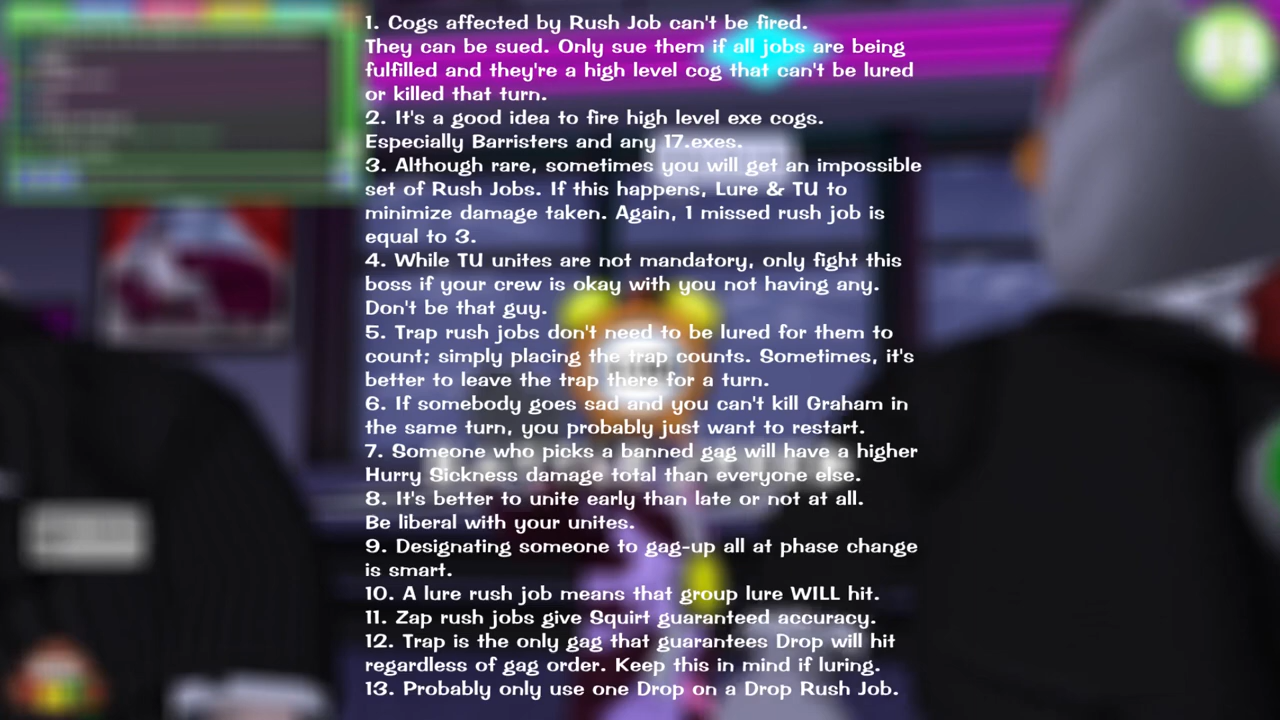 1. Cogs affected by Rush Job can't be fired.
They can be sued. Only sue them if all jobs are being
fulfilled and they're a high level cog that can't be lured
or killed that turn.
2. It's a good idea to fire high level exe cogs.
Especially Barristers and any 17.exes.
3. Although rare, sometimes you will get an impossible
set of Rush Jobs. If this happens, Lure & TU to
minimize damage taken. Again, 1 missed rush job is
equal to 3.
4. While TU unites are not mandatory, only fight this
boss if your crew is okay with you not having any.
Don't be that guy.
5. Trap rush jobs don't need to be lured for them to
count; simply placing the trap counts. Sometimes, it's
better to leave the trap there for a turn.
6. If somebody goes sad and you can't kill Graham in
the same turn, you probably just want to restart.
7. Someone who picks a banned gag will have a higher
Hurry Sickness damage total than everyone else.
8. It's better to unite early than late or not at all.
Be liberal with your unites.
9. Designating someone to gag-up all at phase change
is smart.
10. A lure rush job means that group lure WILL hit.
11. Zap rush jobs give Squirt guaranteed accuracy.
12. Trap is the only gag that guarantees Drop will hit
regardless of gag order. Keep this in mind if luring.
13. Probably only use one Drop on a Drop Rush Job.